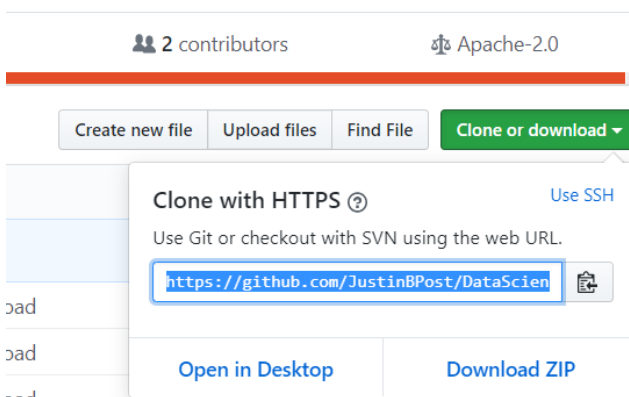 2 contributors Apache-2.0
Create new file Upload files Find File Clone or download
Clone with HTTPS Use SSH
Use Git or checkout with SVN using the web URL.
https://github.com/JustinBPost/DataScien
oad
oad
Open in Desktop Download ZIP